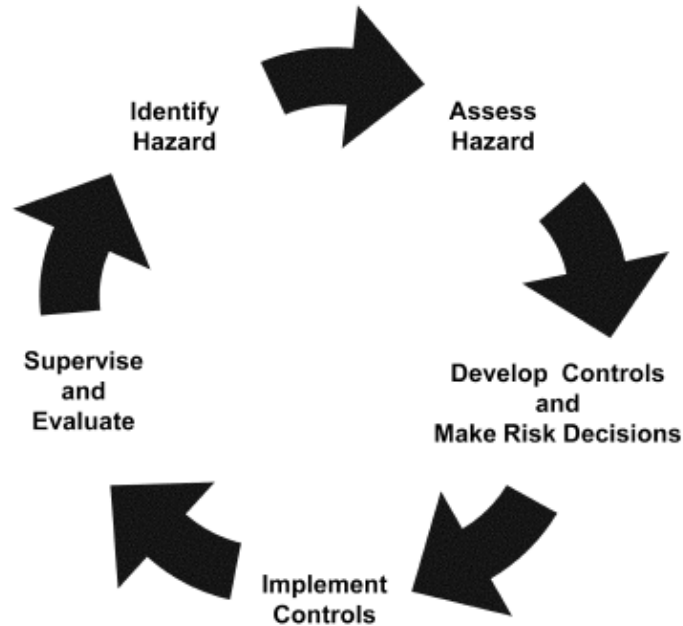 Identify
Hazard
Assess
Hazard
Develop Controls
and
Make Risk Decisions
Implement
Controls
Supervise
and
Evaluate